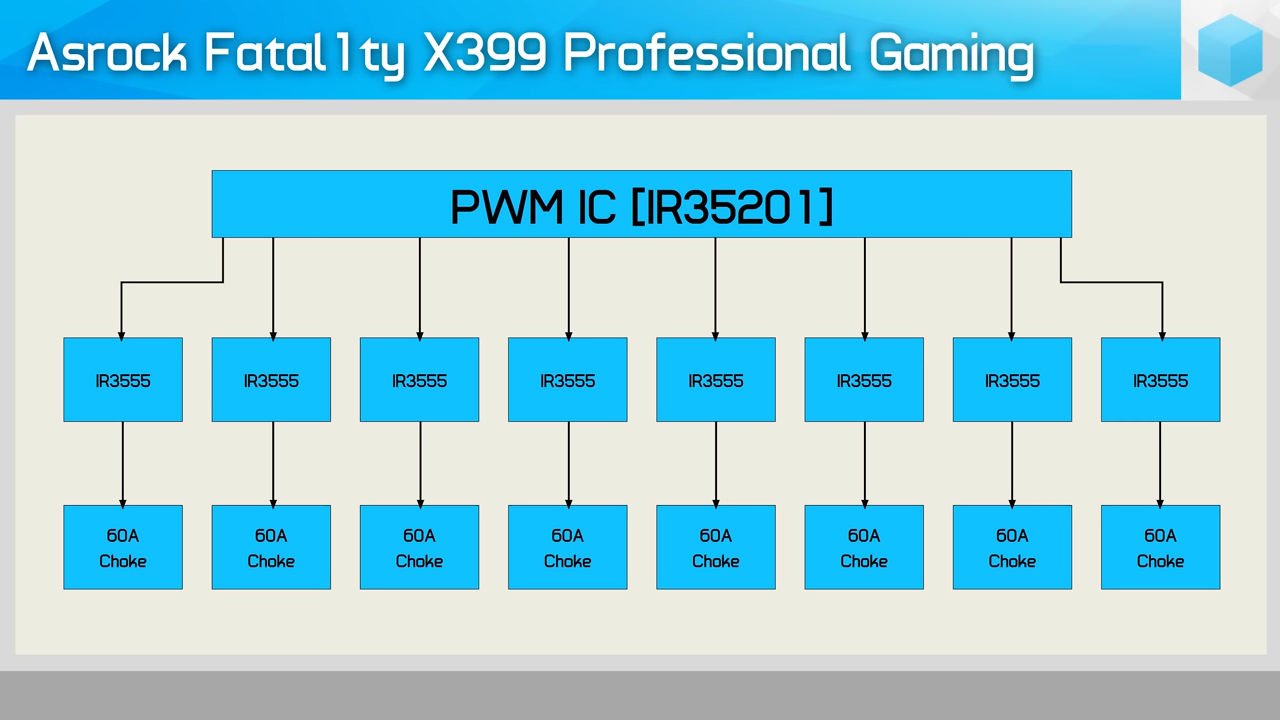 Asrock Fatal1ty X399 Professional Gaming
PWM IC [IR35201]
IR3555 IR3555 IR3555 IR3555 IR3555 IR3555 IR3555 IR3555
60A 60A 60A 60A 60A 60A 60A 60A
Choke Choke Choke Choke Choke Choke Choke Choke